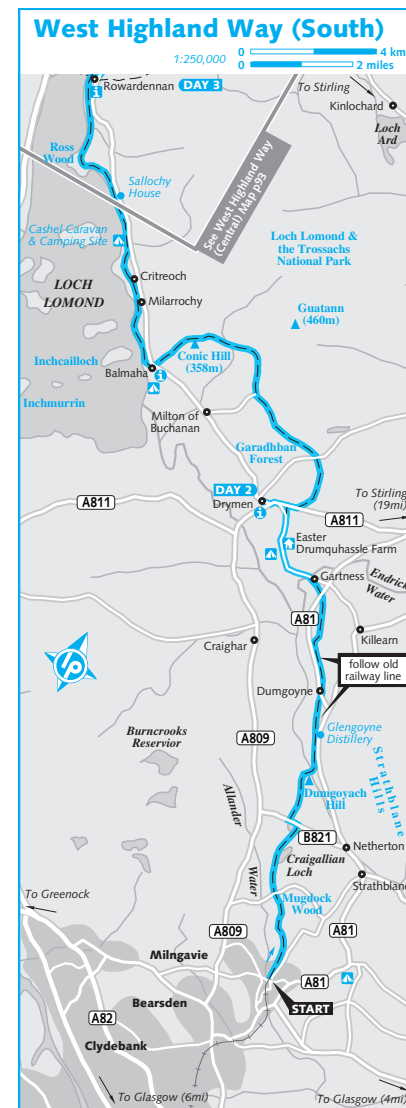 West Highland Way (South)
1:250,000
0 4 km
0 2 miles
Rowardennan DAY 3
To Stirling
Kinlochard
Loch
Ard
Ross
Wood
Sallochy
House
See West Highland Way
(Central) Map p93
Cashel Caravan
& Camping Site
Loch Lomond &
the Trossachs
National Park
LOCH
LOMOND
Critreoch
Milarrochy
Guatann
(460m)
Inchcailloch
Conic Hill
(358m)
Balmaha
Inchmurrin
Milton of
Buchanan
Garadhban
Forest
DAY 2
Drymen
To Stirling
(19mi)
A811
A811
Easter
Drumquhassle Farm
Gartness
Endrick
Water
A81
Killearn
Craighar
follow old
railway line
Dumgoyne
Burncrooks
Reservior
A809
Glengoyne
Distillery
Strathblane
Hills
Dumgoyach
Hill
Allander
Water
B821
Netherton
Craigallian
Loch
Strathblane
To Greenock
Mugdock
Wood
A809
A81
Milngavie
A81
START
Bearsden
A82
Clydebank
To Glasgow (6mi)
To Glasgow (4mi)